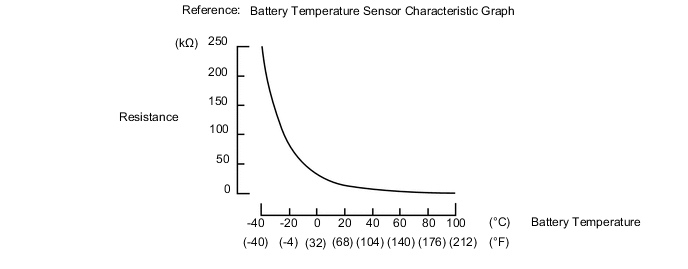 Reference: Battery Temperature Sensor Characteristic Graph
(kΩ) 250
200
150
Resistance
100
50
0
-40 -20 0 20 40 60 80 100 (°C) Battery Temperature
(-40) (-4) (32) (68) (104) (140) (176) (212) (°F)